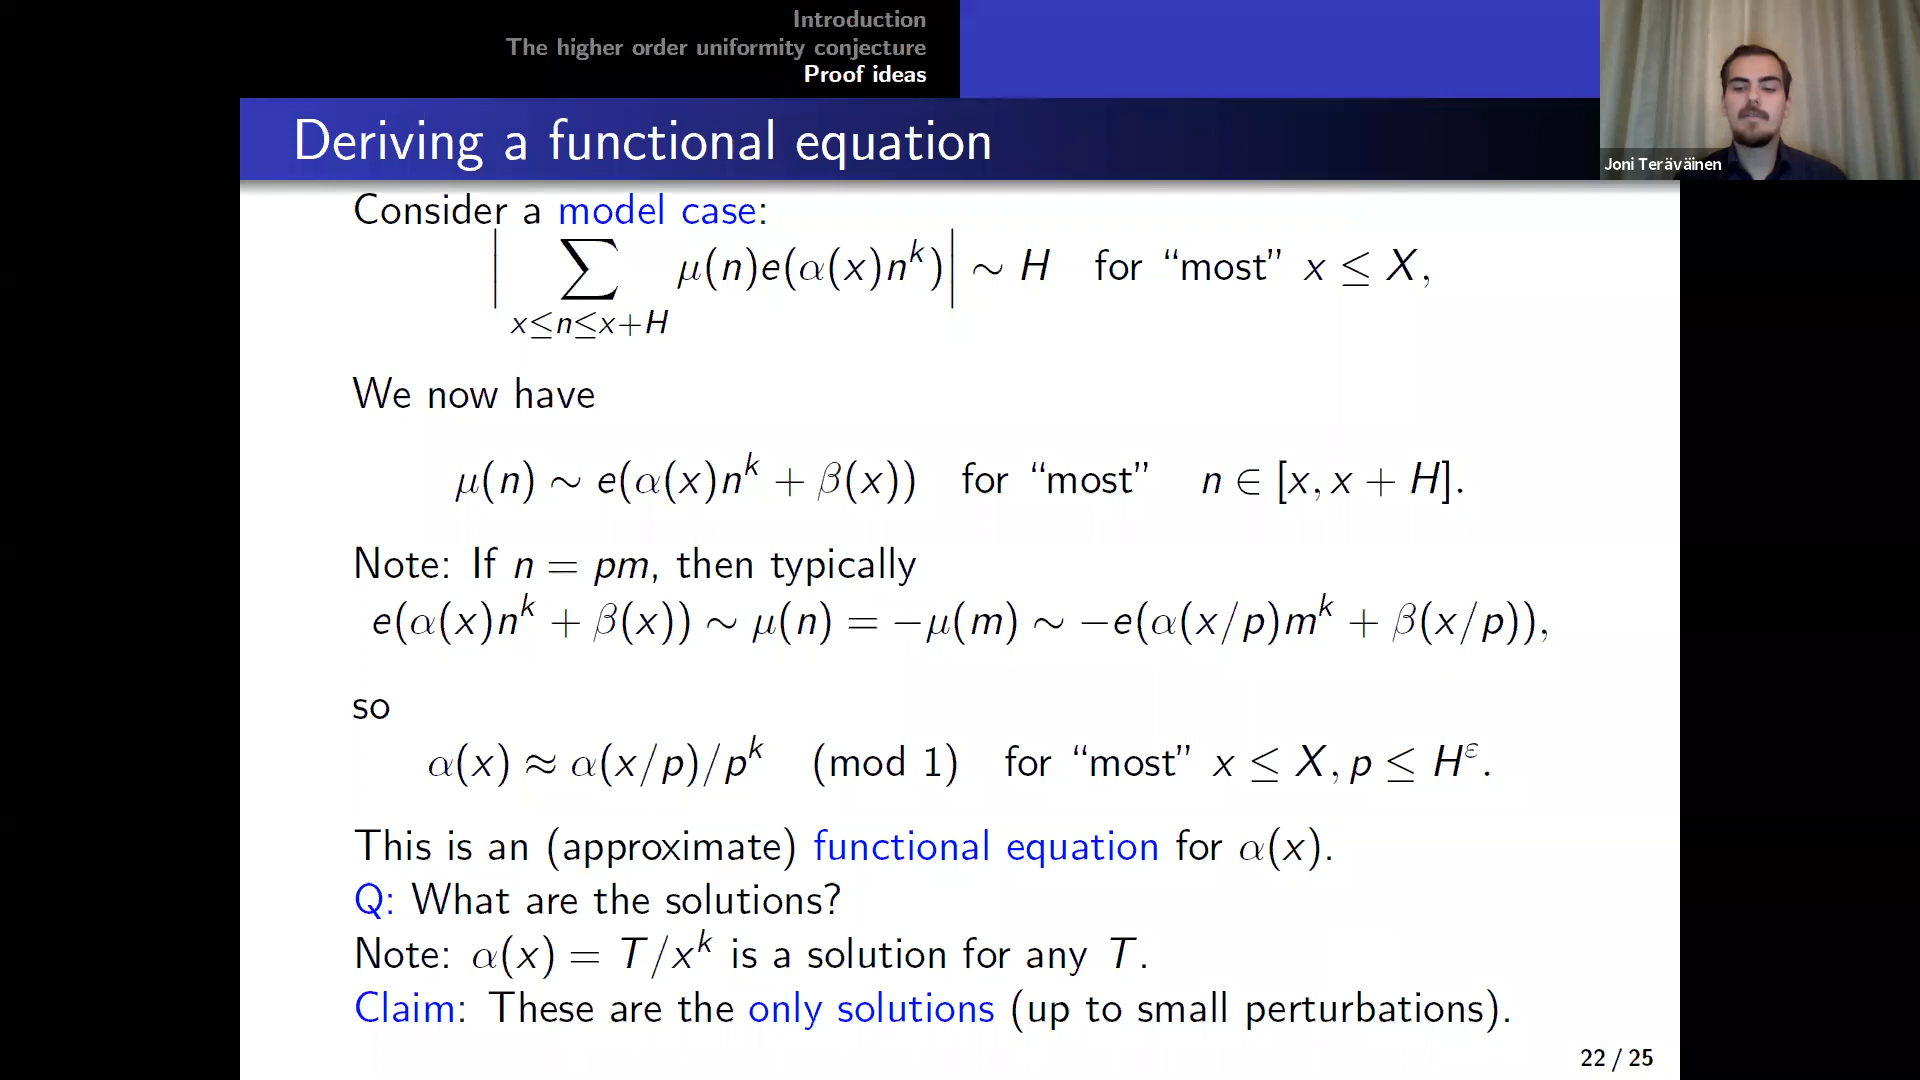 Introduction
The higher order uniformity conjecture
Proof ideas
Joni Teräväinen
Deriving a functional equation
Consider a model case:
|∑_{x≤n≤x+H} μ(n)e(α(x)n^k)| ∼ H for “most” x ≤ X,
We now have
μ(n) ∼ e(α(x)n^k + β(x)) for “most” n ∈ [x, x + H].
Note: If n = pm, then typically
e(α(x)n^k + β(x)) ∼ μ(n) = −μ(m) ∼ −e(α(x/p)m^k + β(x/p)),
so
α(x) ≈ α(x/p)/p^k (mod 1) for “most” x ≤ X, p ≤ H^ε.
This is an (approximate) functional equation for α(x).
Q: What are the solutions?
Note: α(x) = T/x^k is a solution for any T.
Claim: These are the only solutions (up to small perturbations).
22 / 25